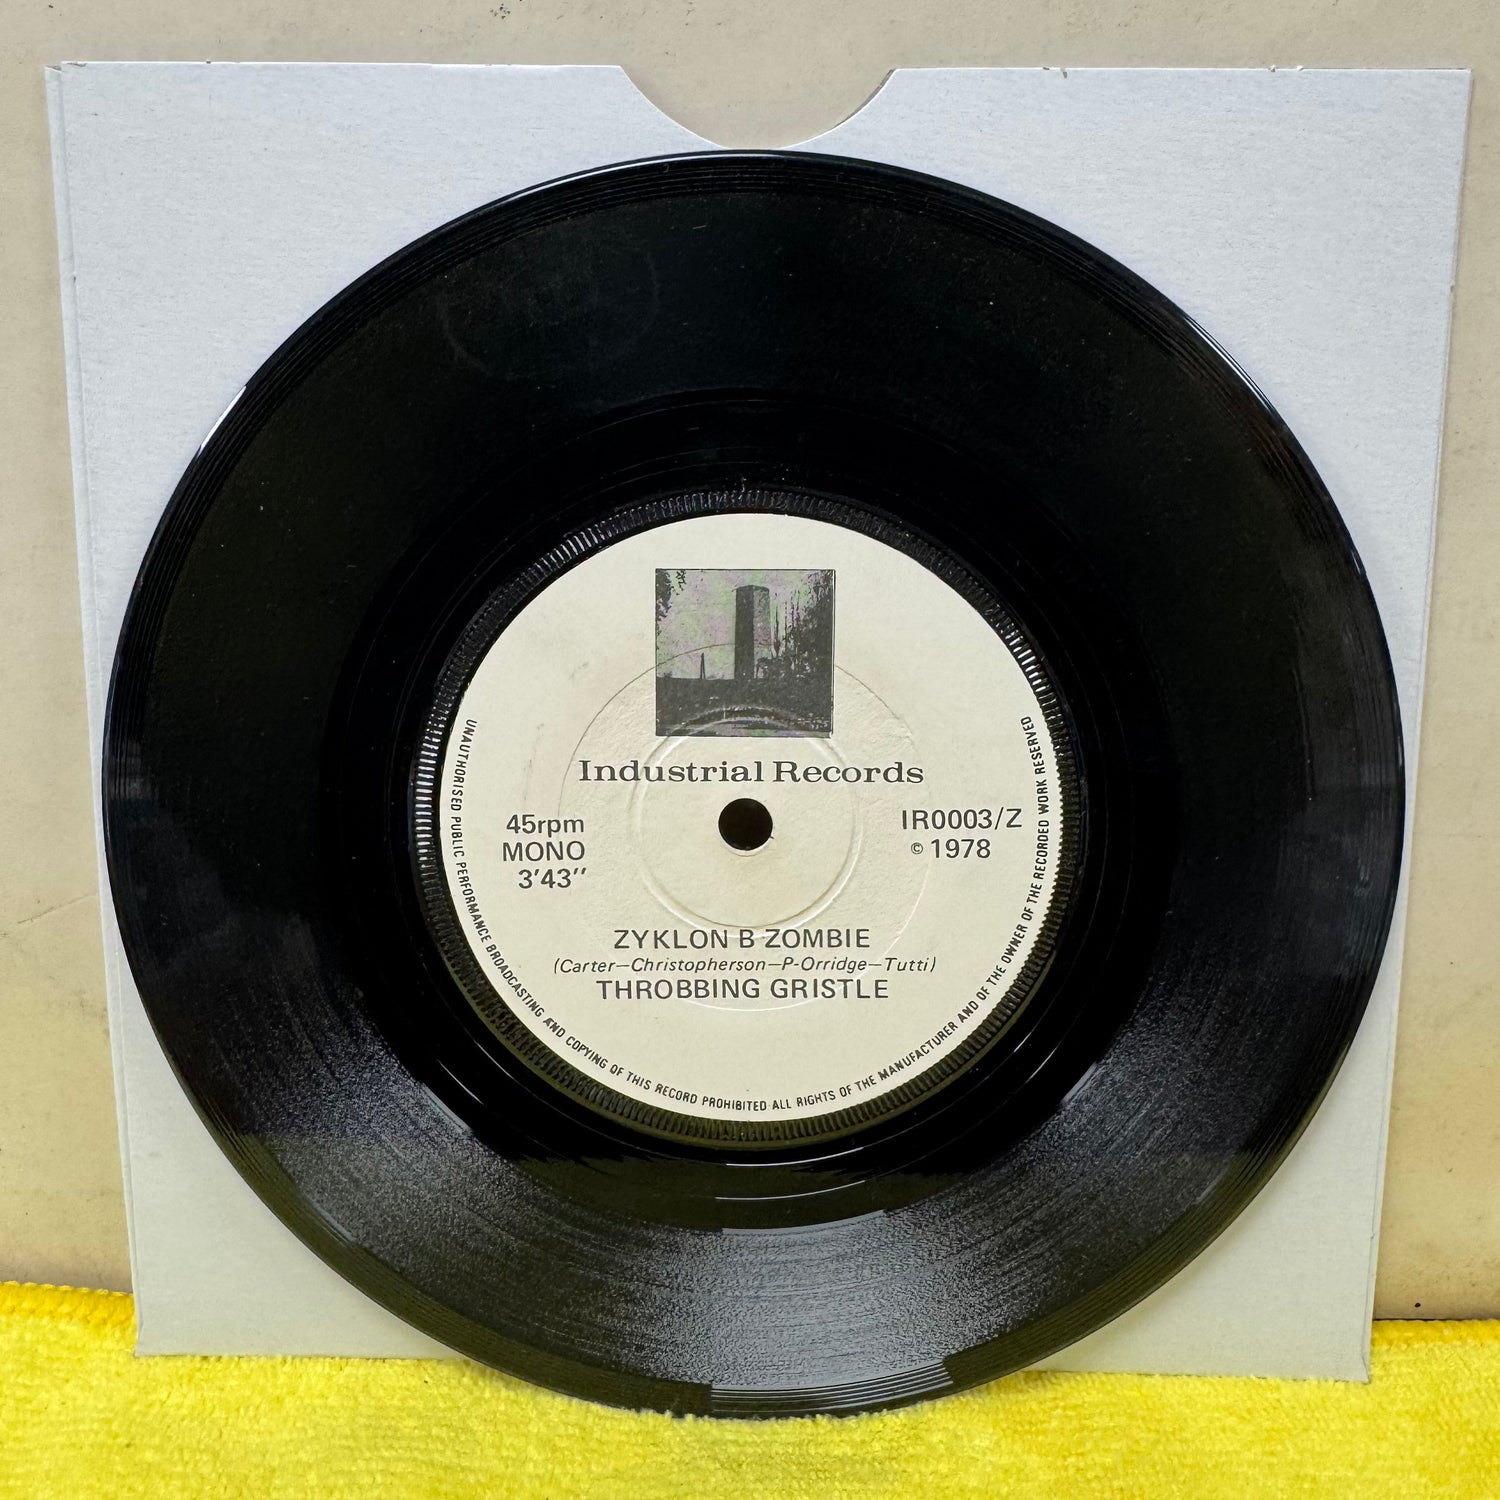 Industrial Records
45rpm
MONO
3'43''
IR0003/Z
© 1978
ZYKLON B ZOMBIE
(Carter—Christopherson—P-Orridge—Tutti)
THROBBING GRISTLE
UNAUTHORISED PUBLIC PERFORMANCE BROADCASTING AND COPYING OF THIS RECORD PROHIBITED·ALL RIGHTS OF THE MANUFACTURER AND OF THE OWNER OF THE RECORDED WORK RESERVED